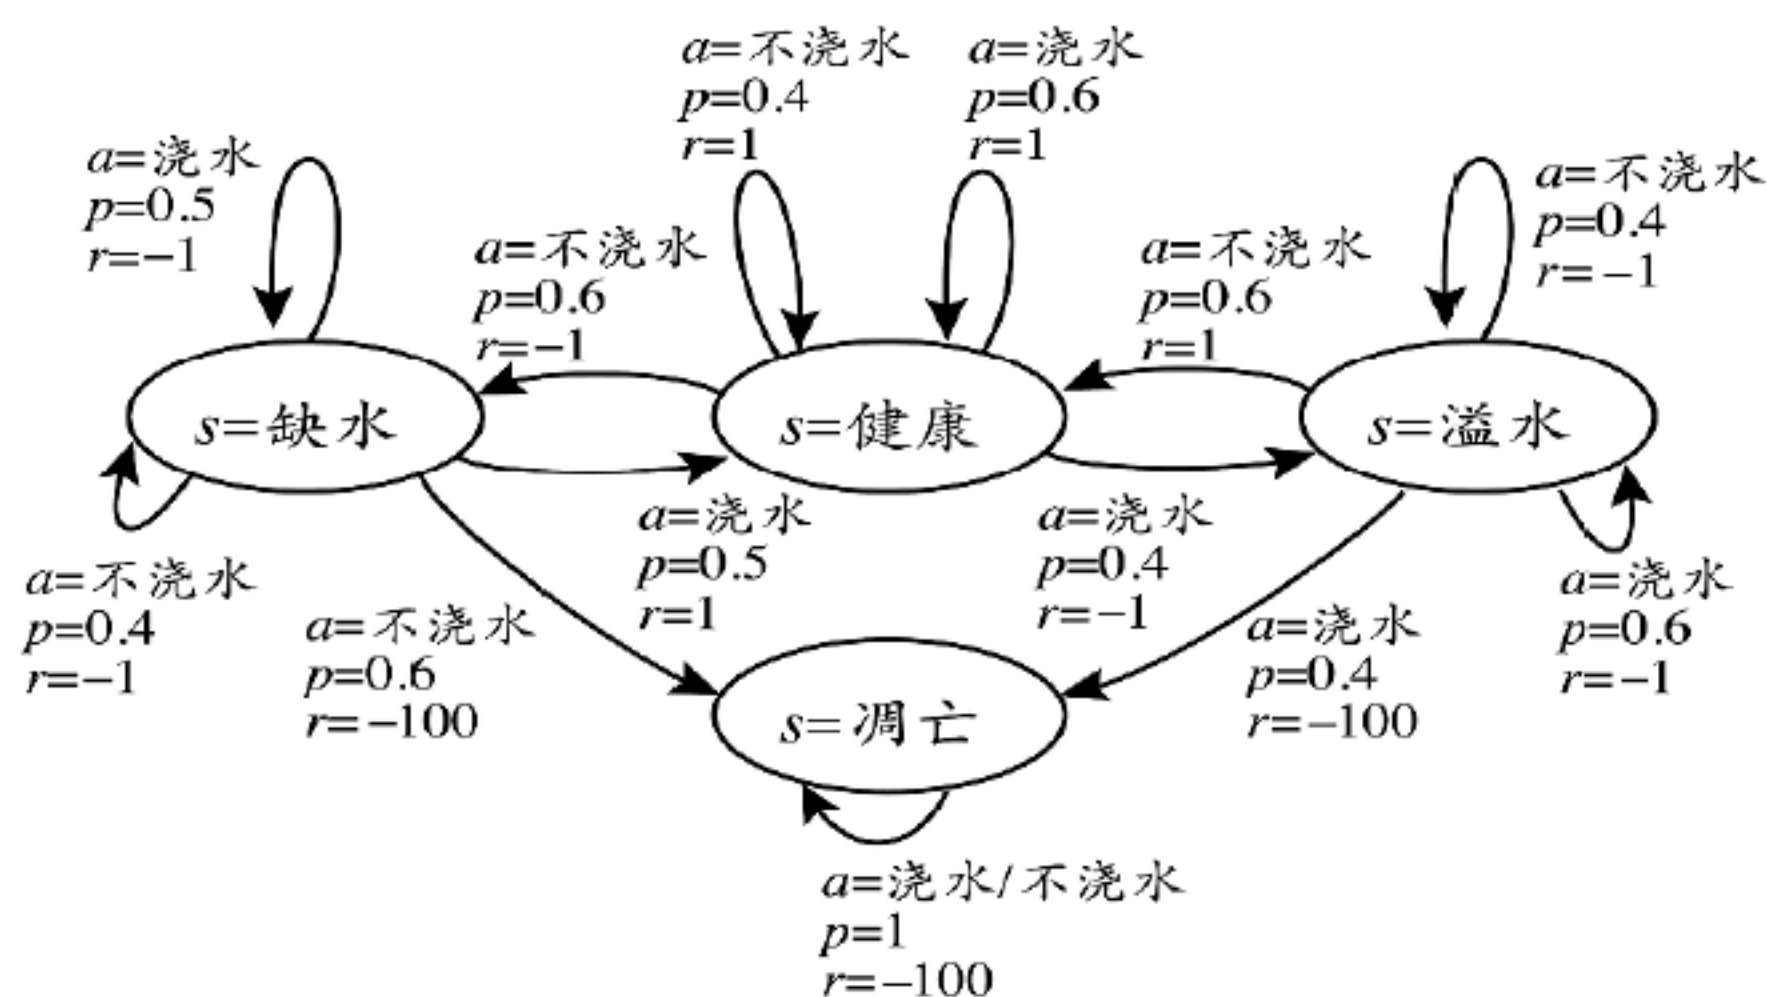 a=不浇水
p=0.4
r=1
a=浇水
p=0.6
r=1
a=浇水
p=0.5
r=−1
a=不浇水
p=0.6
r=−1
a=不浇水
p=0.6
r=1
a=不浇水
p=0.4
r=−1
s=缺水
s=健康
s=溢水
a=不浇水
p=0.4
r=−1
a=不浇水
p=0.6
r=−100
a=浇水
p=0.5
r=1
a=浇水
p=0.4
r=−1
a=浇水
p=0.4
r=−100
a=浇水
p=0.6
r=−1
s=凋亡
a=浇水/不浇水
p=1
r=−100